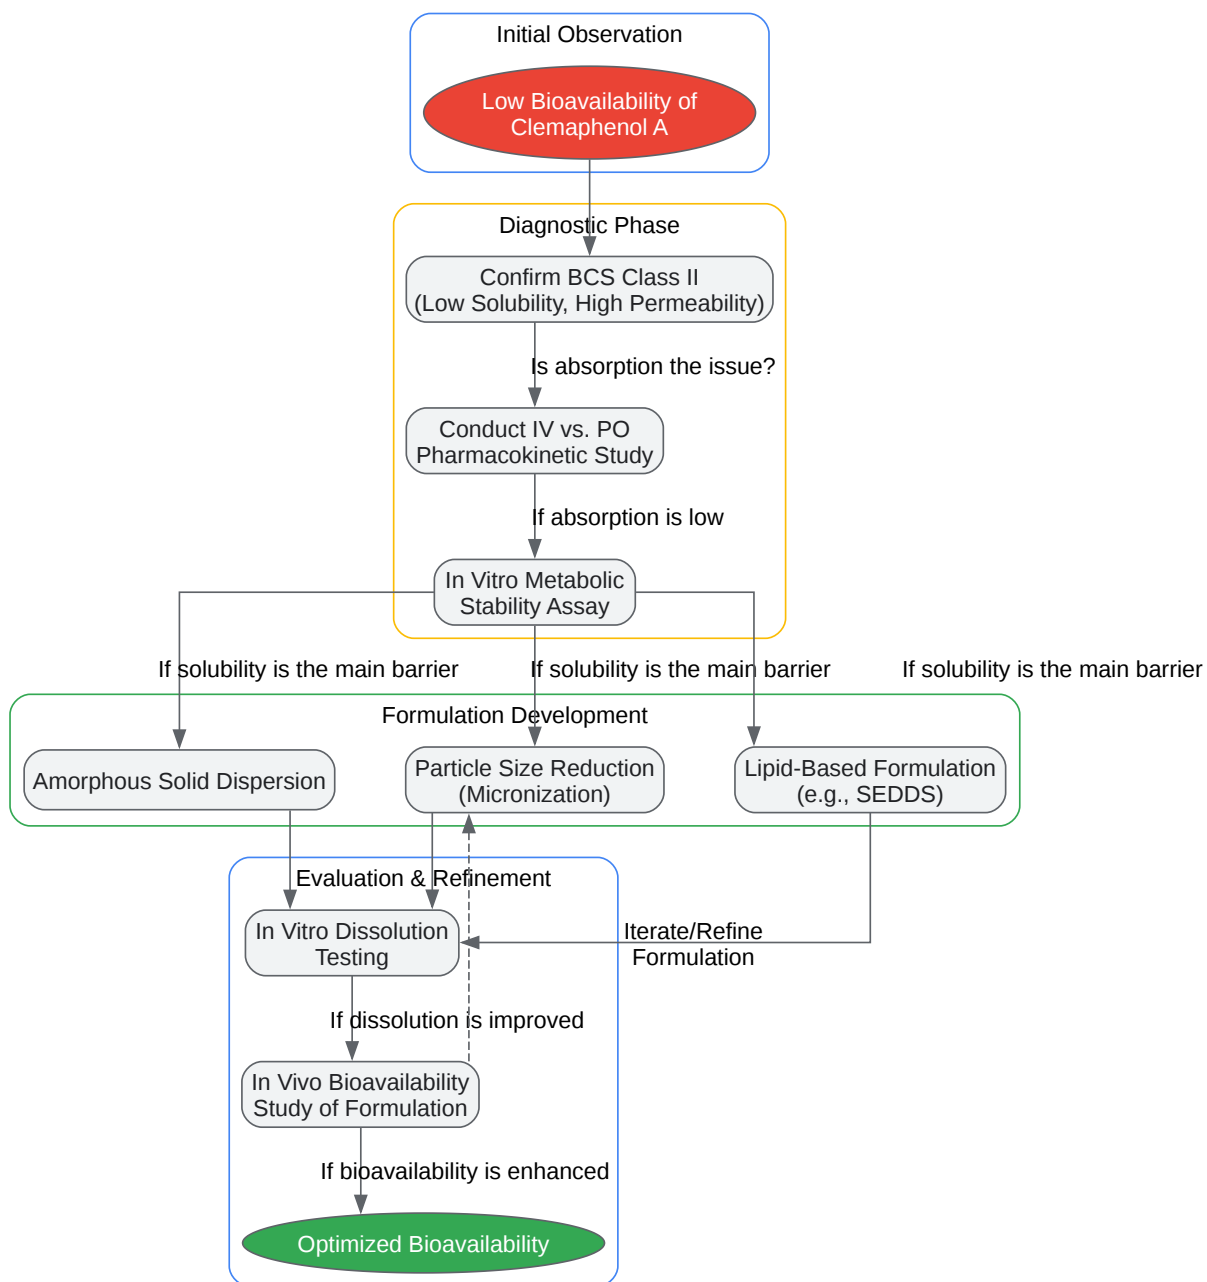 Initial Observation
Low Bioavailability of
Clemaphenol A
Diagnostic Phase
Confirm BCS Class II
(Low Solubility, High Permeability)
Is absorption the issue?
Conduct IV vs. PO
Pharmacokinetic Study
If absorption is low
In Vitro Metabolic
Stability Assay
If solubility is the main barrier
If solubility is the main barrier
If solubility is the main barrier
Formulation Development
Amorphous Solid Dispersion
Particle Size Reduction
(Micronization)
Lipid-Based Formulation
(e.g., SEDDS)
Evaluation & Refinement
In Vitro Dissolution
Testing
Iterate/Refine
Formulation
If dissolution is improved
In Vivo Bioavailability
Study of Formulation
If bioavailability is enhanced
Optimized Bioavailability